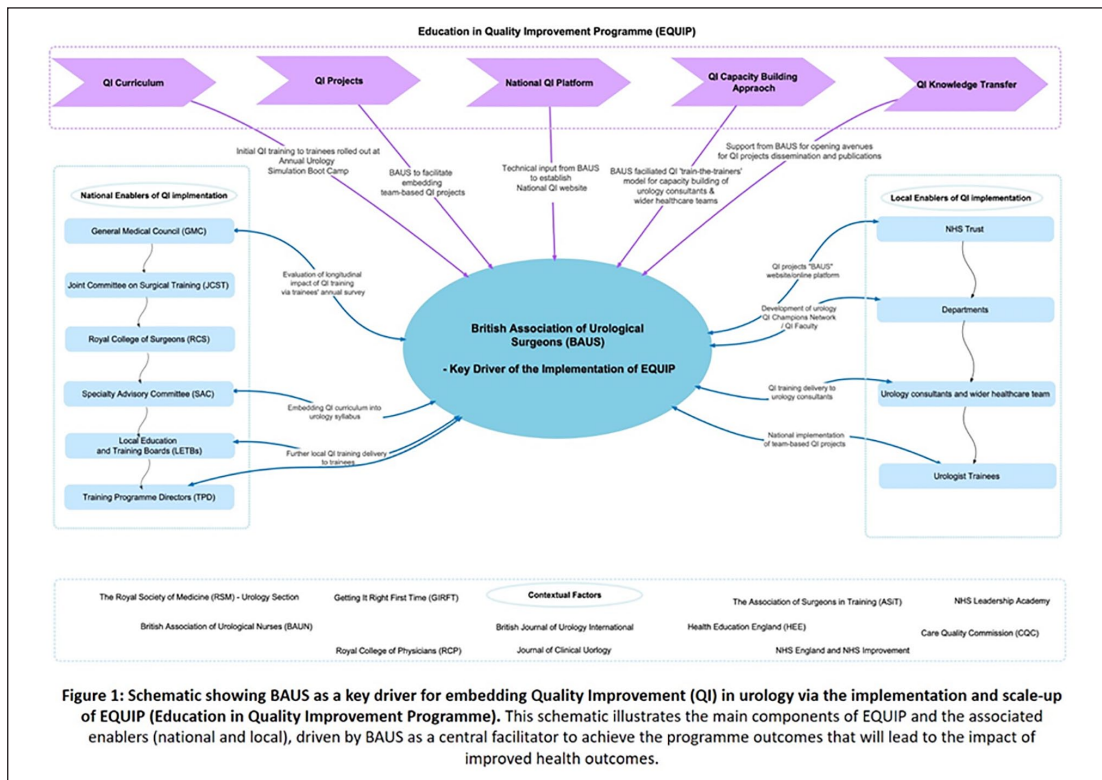 Education in Quality Improvement Programme (EQUIP)
QI Curriculum
QI Projects
National QI Platform
QI Capacity Building
Appraoch
QI Knowledge Transfer
Initial QI training to trainees rolled out at
Annual Urology
Simulation Boot Camp
BAUS to facilitate
embedding
team-based QI projects
Technical input from BAUS
to establish
National QI website
BAUS faciliated QI 'train-the-trainers'
model for capacity building of
urology consultants &
wider healthcare teams
Support from BAUS for opening avenues
for QI projects dissemination and publications
National Enablers of QI implmentation
General Medical Council (GMC)
Joint Committee on Surgical Training (JCST)
Royal College of Surgeons (RCS)
Specialty Advisory Committee (SAC)
Local Education
and Training Boards (LETBs)
Training Programme Directors (TPD)
Evaluation of longitudinal
impact of QI training
via trainees' annual survey
Embedding QI curriculum into
urology syllabus
Further local QI training delivery
to trainees
British Association of Urological
Surgeons (BAUS)
- Key Driver of the Implementation of EQUIP
QI projects "BAUS"
website/online platform
Development of urology
QI Champions Network
/ QI Faculty
QI training delivery to
urology consultants
National implementation
of team-based QI projects
Local Enablers of QI implementation
NHS Trust
Departments
Urology consultants and wider healthcare team
Urologist Trainees
Contextual Factors
The Royal Society of Medicine (RSM) - Urology Section
Getting It Right First Time (GIRFT)
The Association of Surgeons in Training (ASiT)
NHS Leadership Academy
British Association of Urological Nurses (BAUN)
British Journal of Urology International
Health Education England (HEE)
Care Quality Commission (CQC)
Royal College of Physicians (RCP)
Journal of Clinical Uorlogy
NHS England and NHS Improvement
Figure 1: Schematic showing BAUS as a key driver for embedding Quality Improvement (QI) in urology via the implementation and scale-up
of EQUIP (Education in Quality Improvement Programme). This schematic illustrates the main components of EQUIP and the associated
enablers (national and local), driven by BAUS as a central facilitator to achieve the programme outcomes that will lead to the impact of
improved health outcomes.